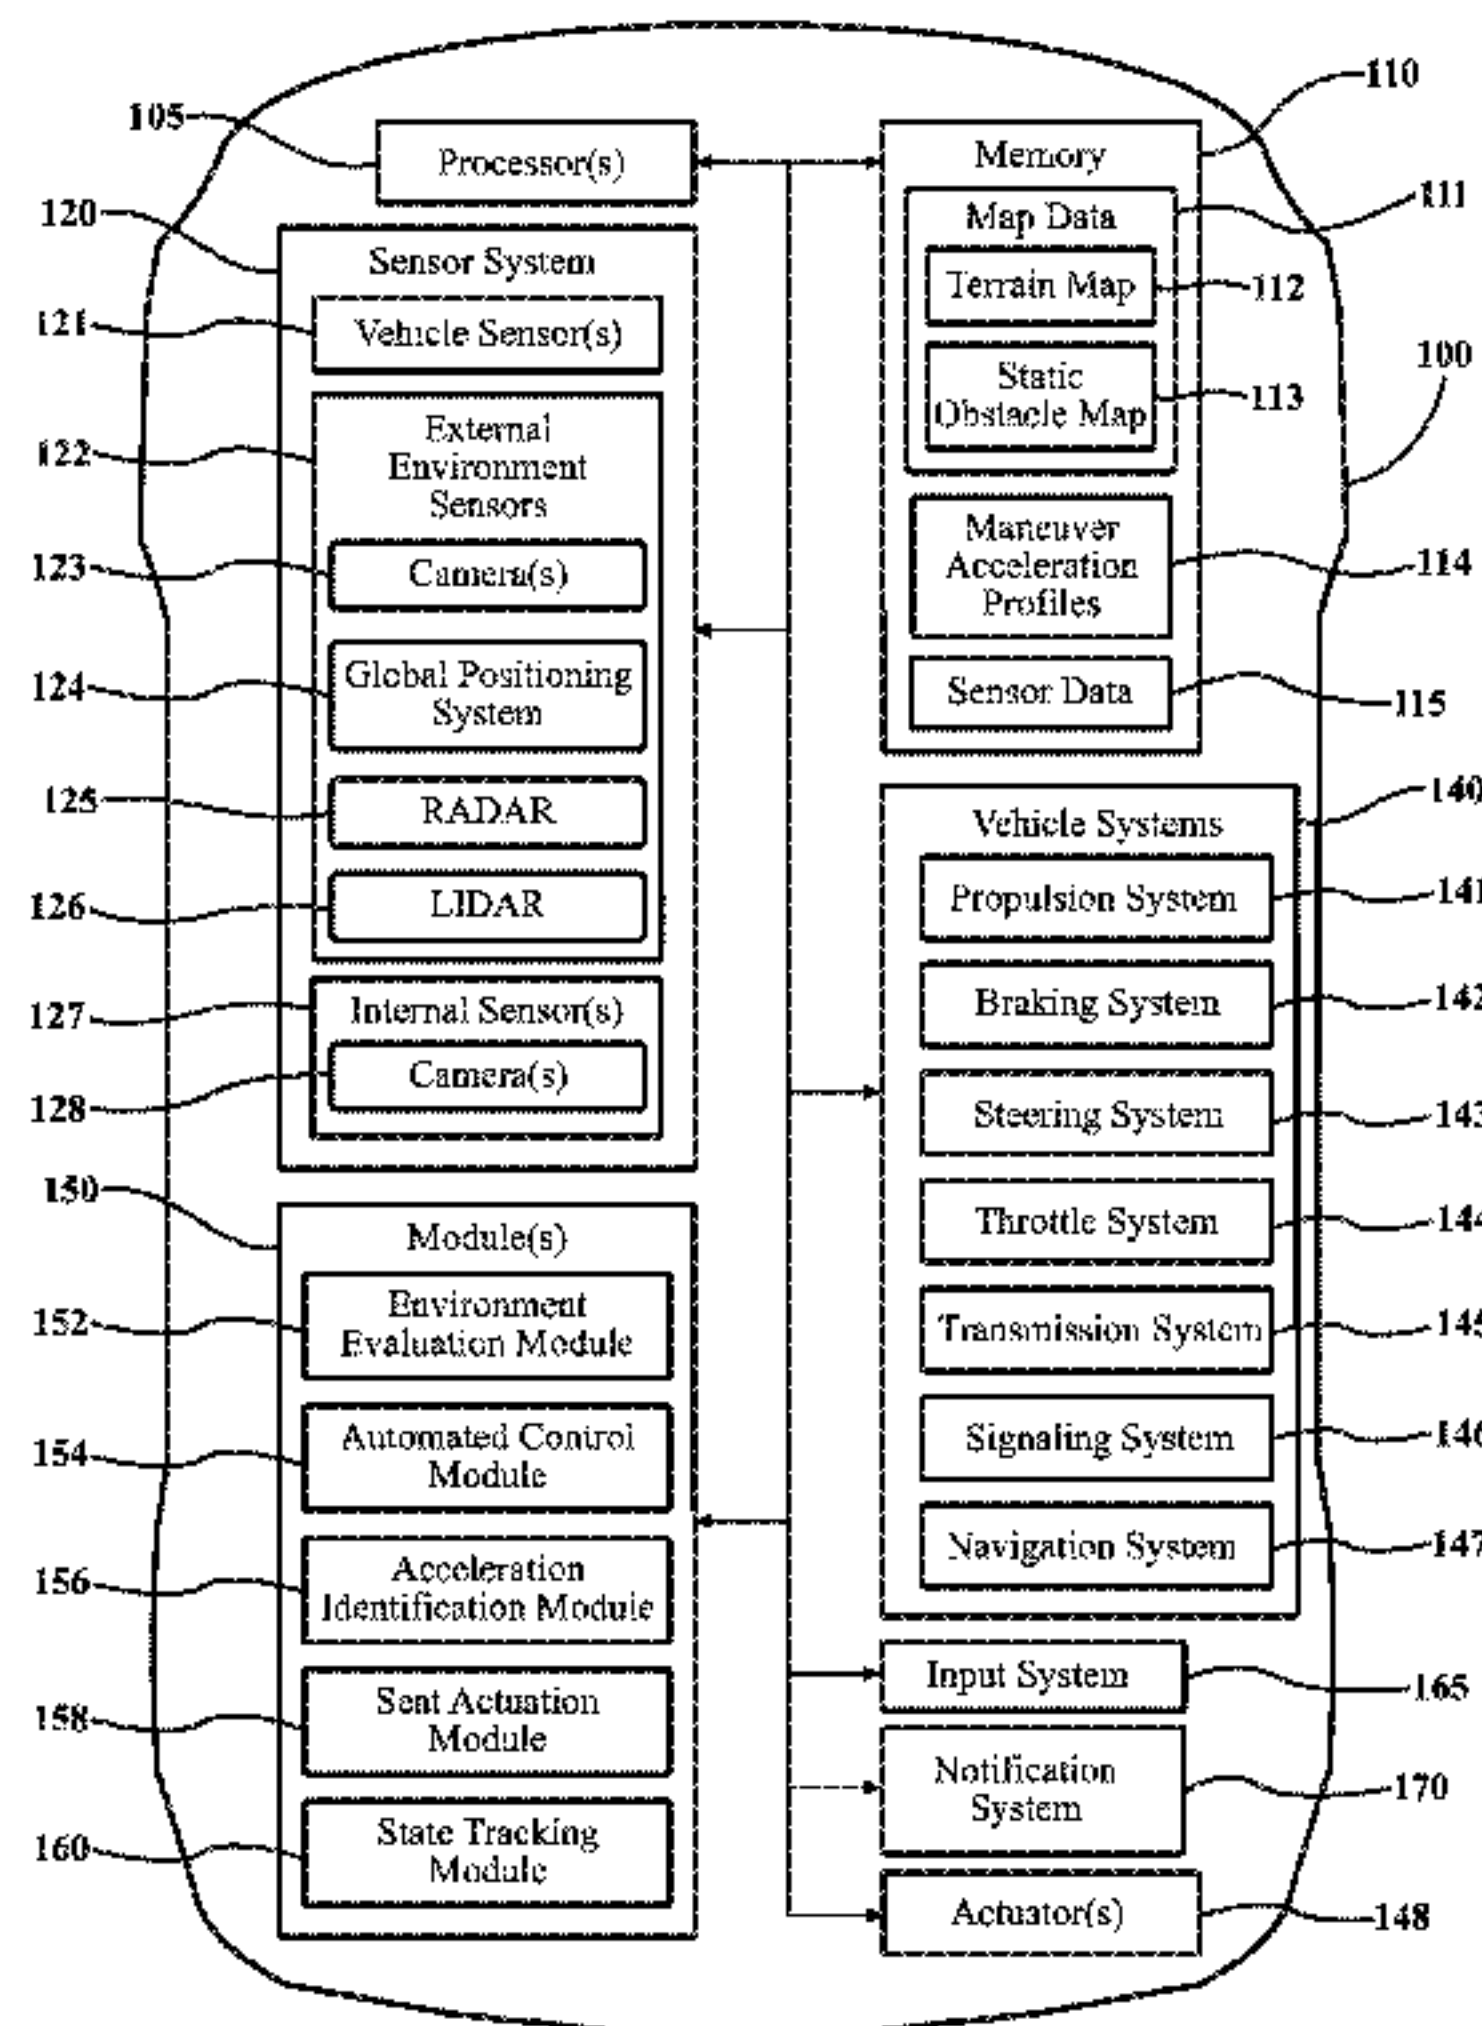 105
Processor(s)
120
Sensor System
121
Vehicle Sensor(s)
122
External
Environment
Sensors
123
Camera(s)
124
Global Positioning
System
125
RADAR
126
LIDAR
127
Internal Sensor(s)
128
Camera(s)
150
Module(s)
152
Environment
Evaluation Module
154
Automated Control
Module
156
Acceleration
Identification Module
158
Seat Actuation
Module
160
State Tracking
Module
110
Memory
111
Map Data
Terrain Map
112
100
Static
Obstacle Map
113
Maneuver
Acceleration
Profiles
114
Sensor Data
115
140
Vehicle Systems
Propulsion System
141
Braking System
142
Steering System
143
Throttle System
144
Transmission System
145
Signaling System
146
Navigation System
147
Input System
165
Notification
System
170
Actuator(s)
148